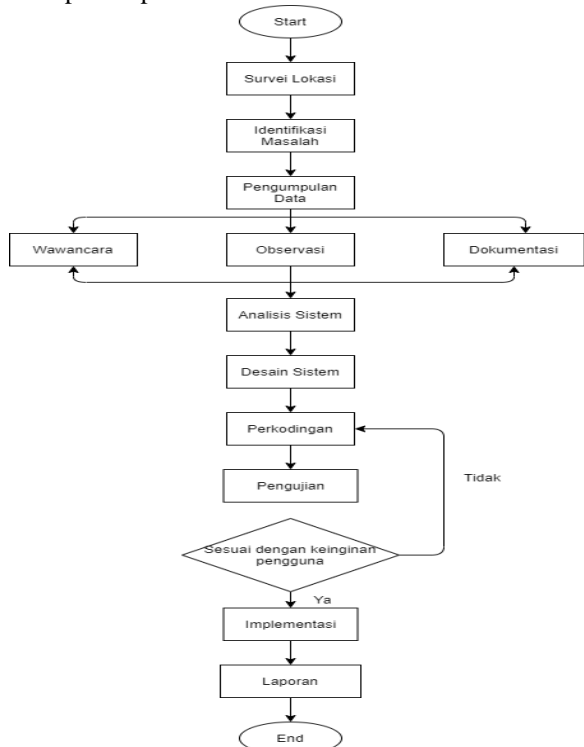 Start
Survei Lokasi
Identifikasi
Masalah
Pengumpulan
Data
Wawancara
Observasi
Dokumentasi
Analisis Sistem
Desain Sistem
Perkodingan
Pengujian
Tidak
Sesuai dengan keinginan
pengguna
Ya
Implementasi
Laporan
End